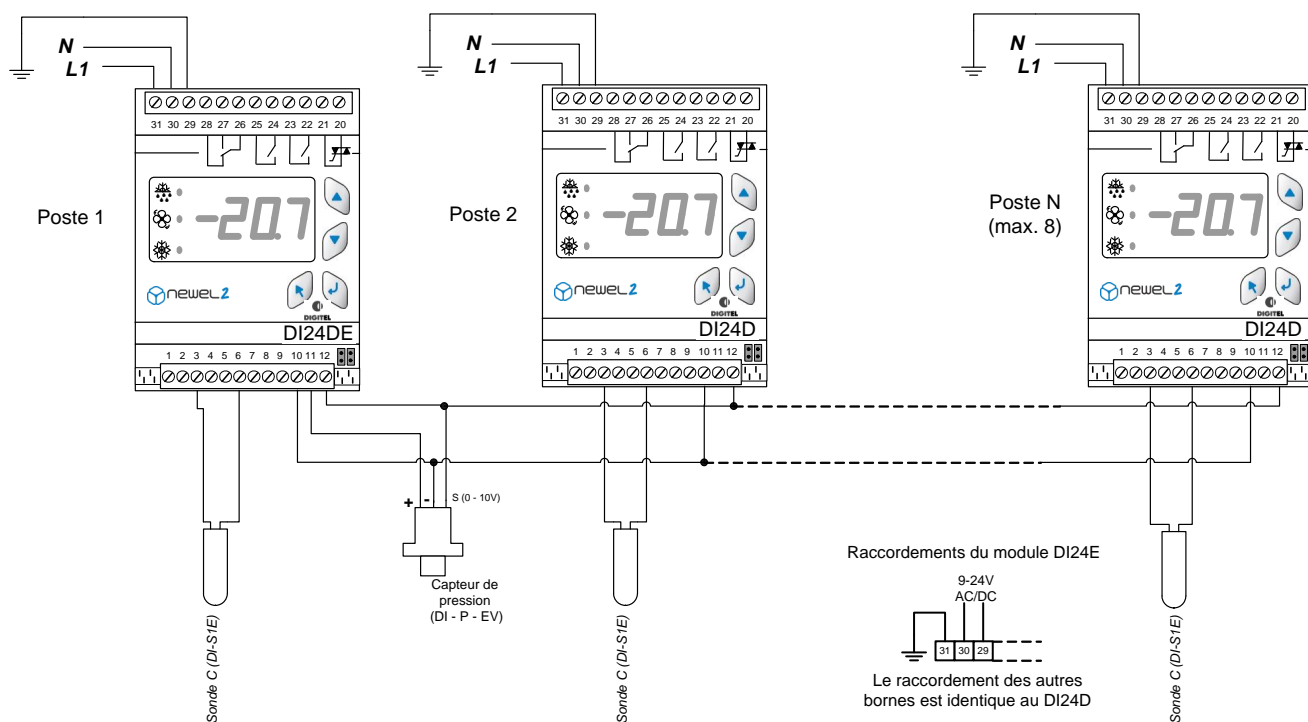 N
L1
31 30 29 28 27 26 25 24 23 22 21 20
-20.7
Poste 1
newel2
DIGITEL
DI24DE
1 2 3 4 5 6 7 8 9 10 11 12
N
L1
31 30 29 28 27 26 25 24 23 22 21 20
-20.7
Poste 2
newel2
DIGITEL
DI24D
1 2 3 4 5 6 7 8 9 10 11 12
N
L1
31 30 29 28 27 26 25 24 23 22 21 20
-20.7
Poste N
(max. 8)
newel2
DIGITEL
DI24D
1 2 3 4 5 6 7 8 9 10 11 12
+ - S (0 - 10V)
Capteur de
pression
(DI - P - EV)
Sonde C (DI-S1E)
Sonde C (DI-S1E)
Sonde C (DI-S1E)
Raccordements du module DI24E
9-24V
AC/DC
31 30 29
Le raccordement des autres
bornes est identique au DI24D